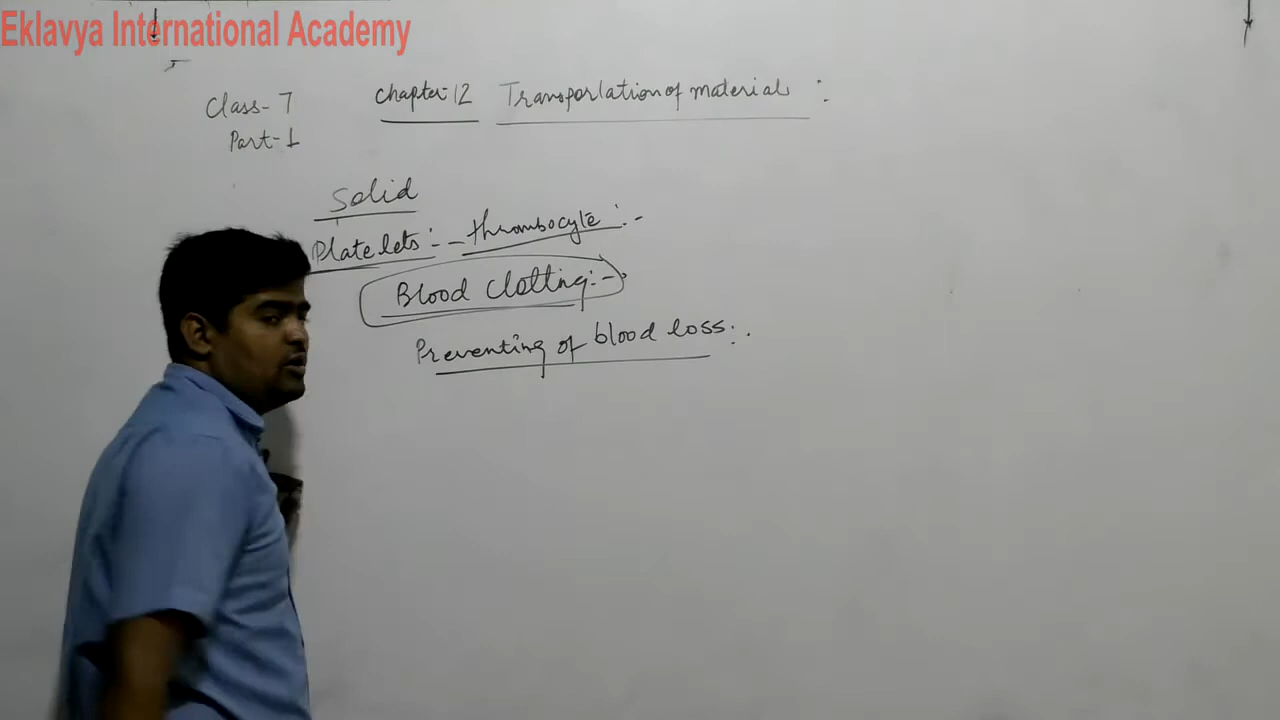 Eklavya International Academy
Class-7 Chapter:12 Transportation of materials :
Part-1
Solid
Platelets:- thrombocyte :-
Blood Clotting:-
Preventing of blood loss:.